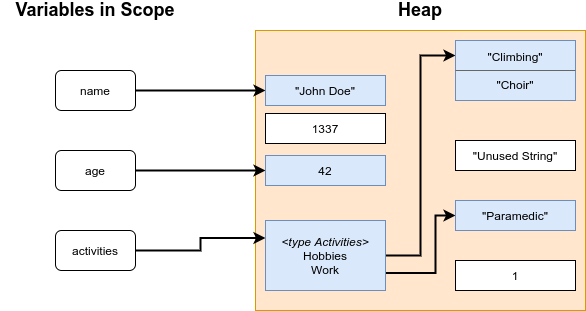 Variables in Scope
Heap
name
age
activities
"John Doe"
1337
42
<type Activities>
Hobbies
Work
"Climbing"
"Choir"
"Unused String"
"Paramedic"
1